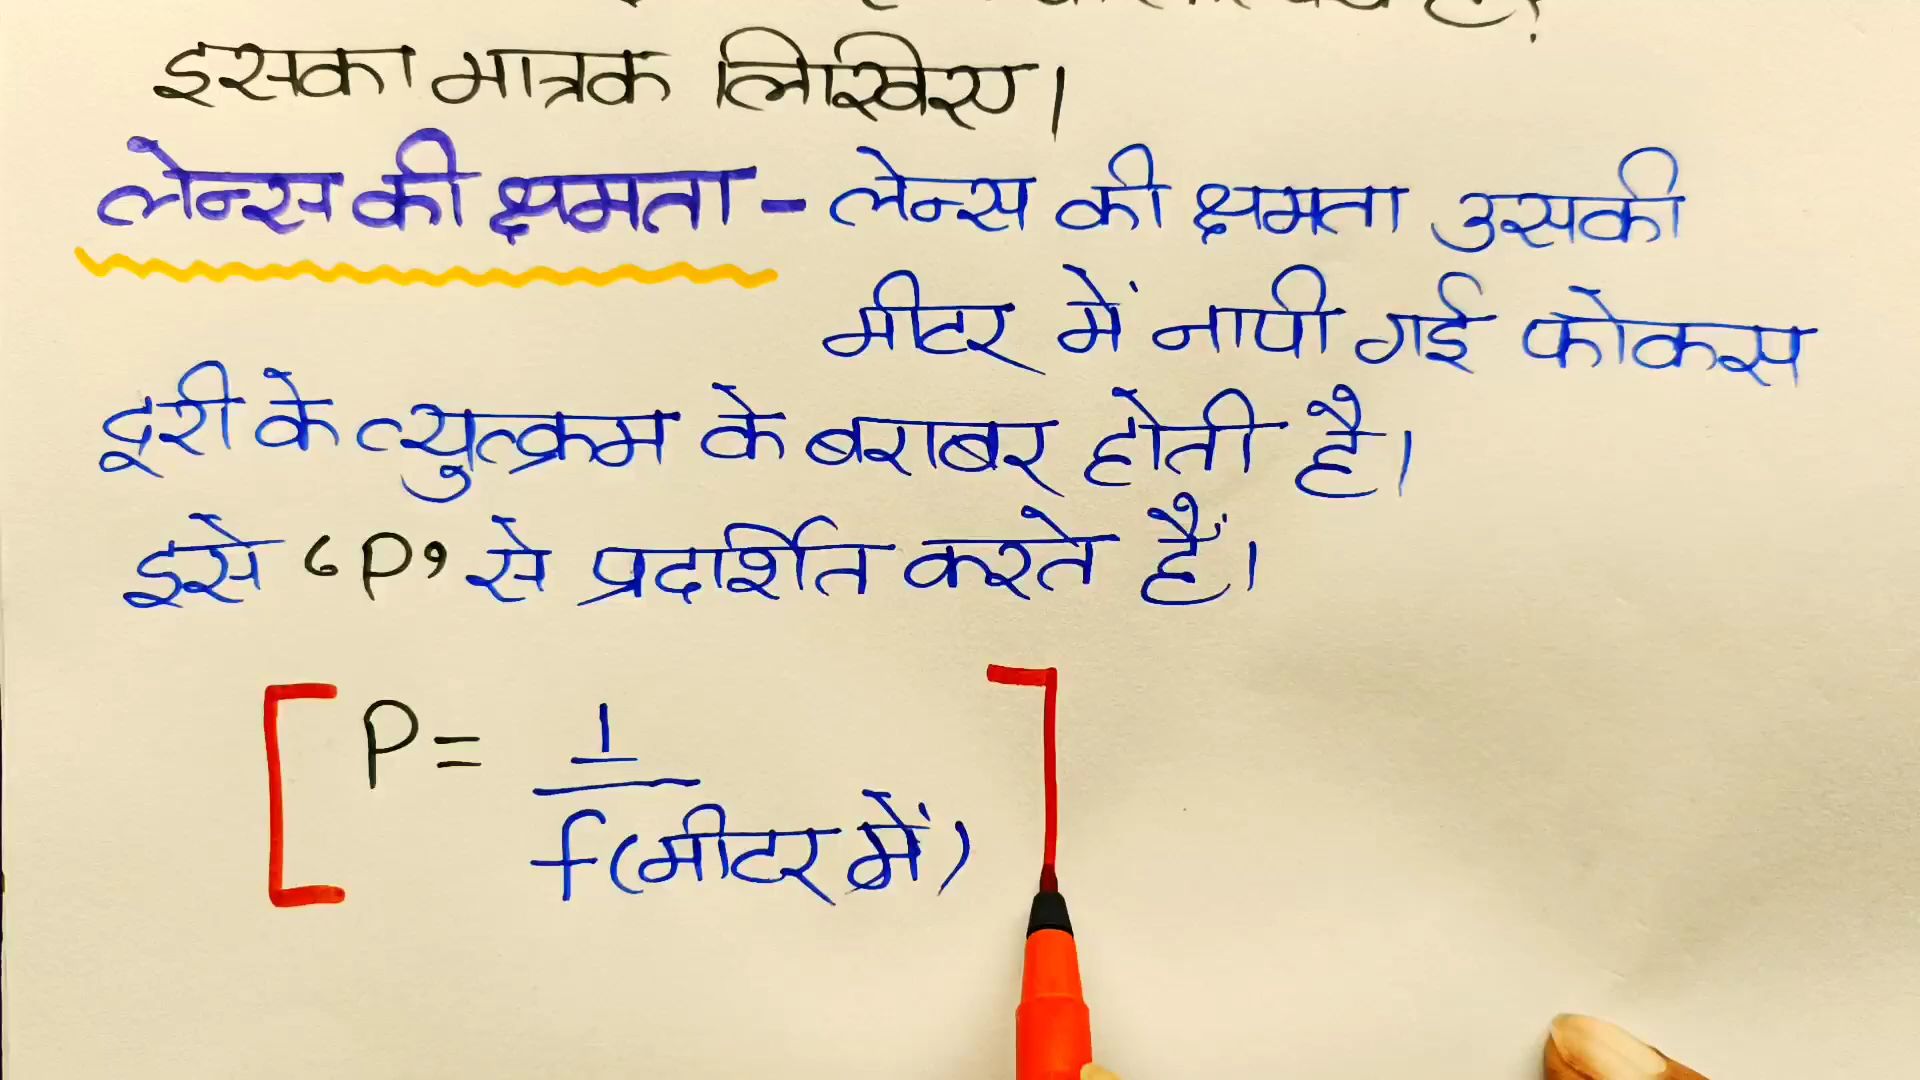 इसका मात्रक लिखिए।
लेन्स की क्षमता - लेन्स की क्षमता उसकी
मीटर में नापी गई फोकस
दूरी के व्युत्क्रम के बराबर होती है।
इसे 'P' से प्रदर्शित करते हैं।
[ P = 1 / f (मीटर में) ]